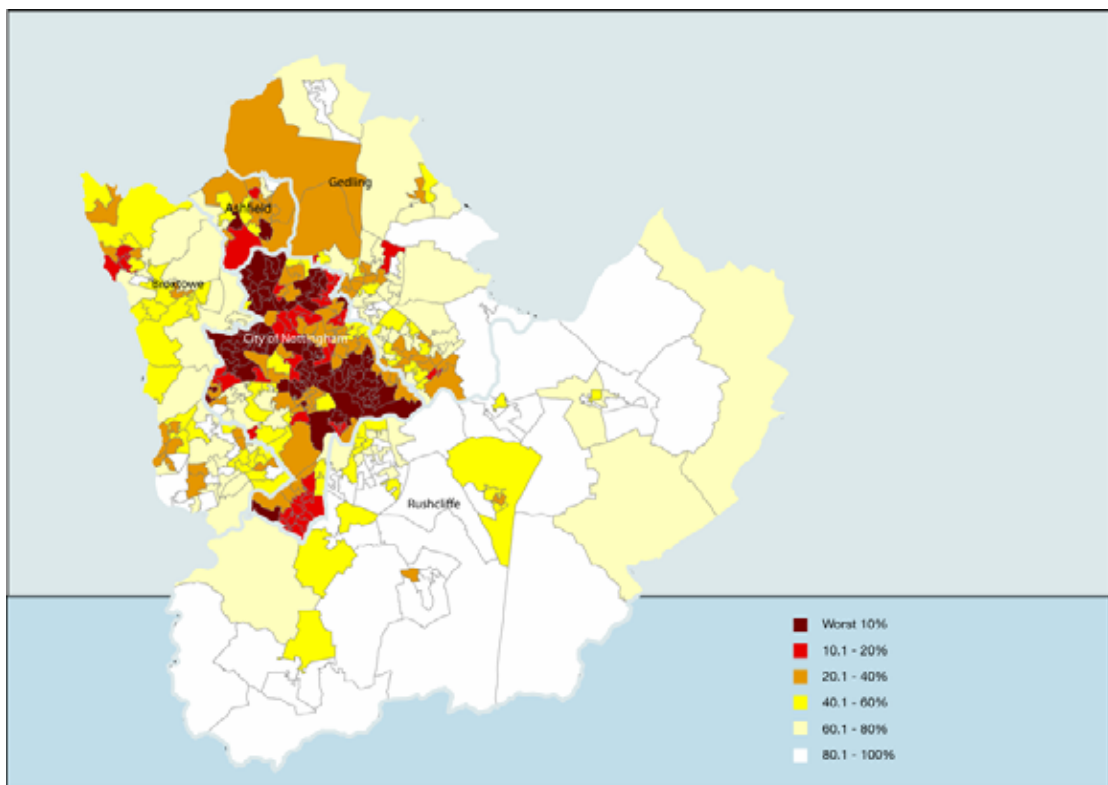 Gedling
Ashfield
Broxtowe
City of Nottingham
Rushcliffe
Worst 10%
10.1 - 20%
20.1 - 40%
40.1 - 60%
60.1 - 80%
80.1 - 100%